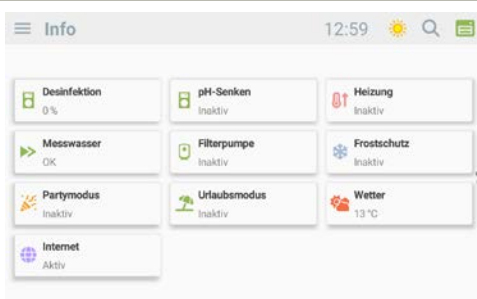 Info 12:59
Desinfektion pH-Senken Heizung
0 % Inaktiv Inaktiv
Messwasser Filterpumpe Frostschutz
OK Inaktiv Inaktiv
Partymodus Urlaubsmodus Wetter
Inaktiv Inaktiv 13 °C
Internet
Aktiv